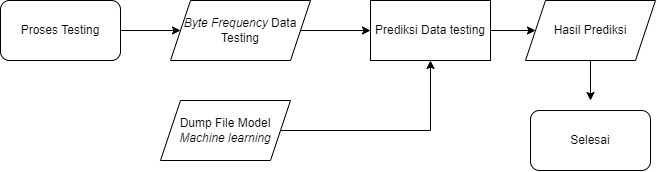 Proses Testing
Byte Frequency Data
Testing
Prediksi Data testing
Hasil Prediksi
Dump File Model
Machine learning
Selesai